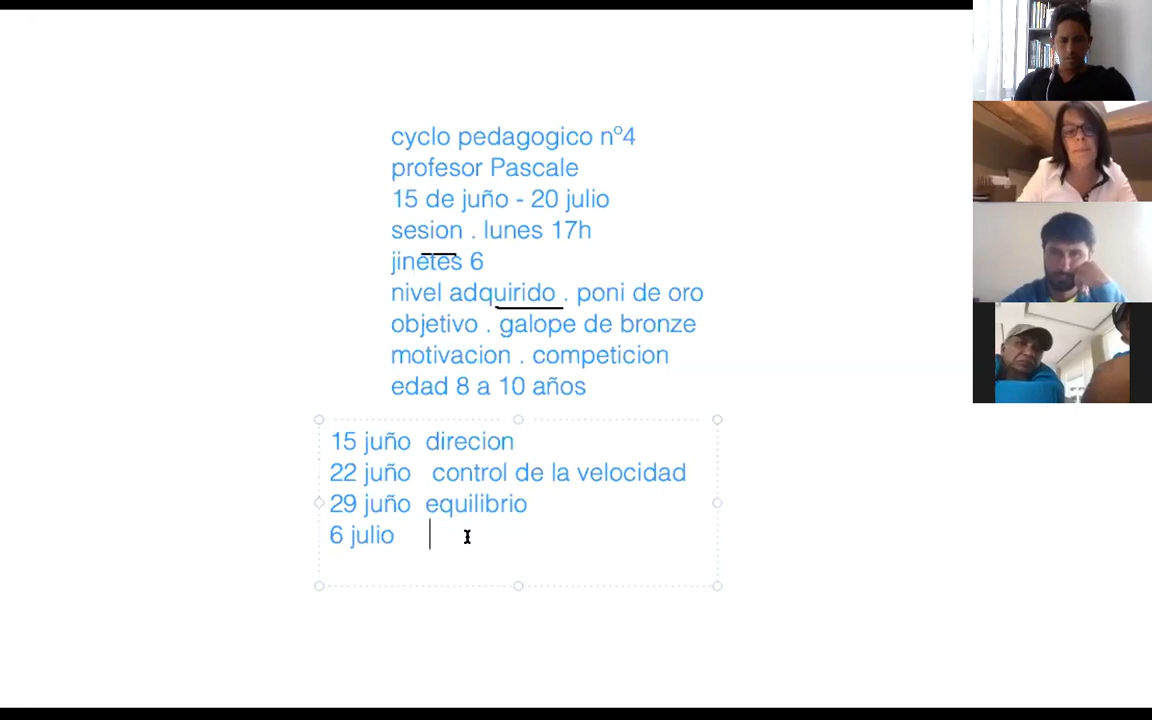 cyclo pedagogico nº4
profesor Pascale
15 de juño - 20 julio
sesion . lunes 17h
jinetes 6
nivel adquirido . poni de oro
objetivo . galope de bronze
motivacion . competicion
edad 8 a 10 años
15 juño direcion
22 juño control de la velocidad
29 juño equilibrio
6 julio